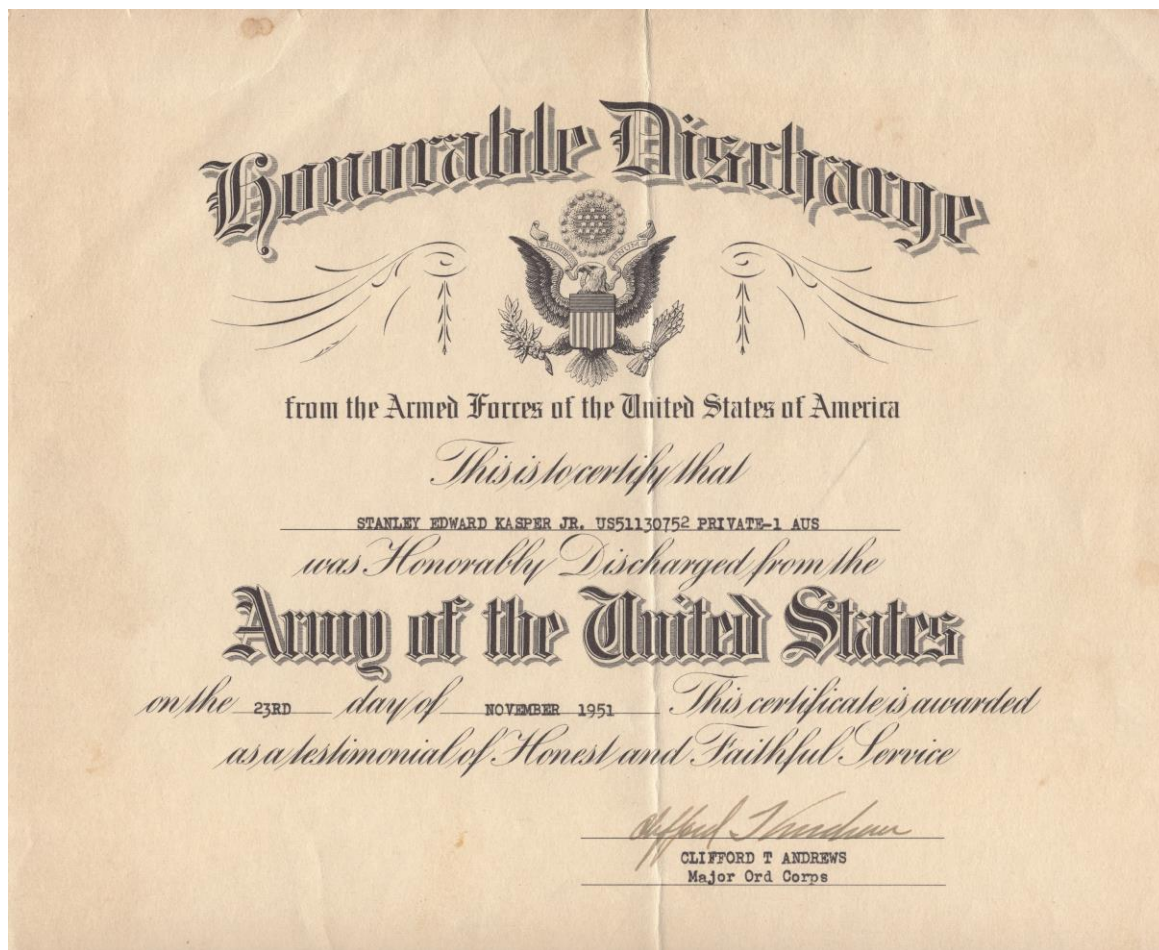 Honorable Discharge
from the Armed Forces of the United States of America
This is to certify that
STANLEY EDWARD KASPER JR. US51130752 PRIVATE-1 AUS
was Honorably Discharged from the
Army of the United States
on the 23RD day of NOVEMBER 1951 This certificate is awarded
as a testimonial of Honest and Faithful Service
Clifford T Andrews
CLIFFORD T ANDREWS
Major Ord Corps